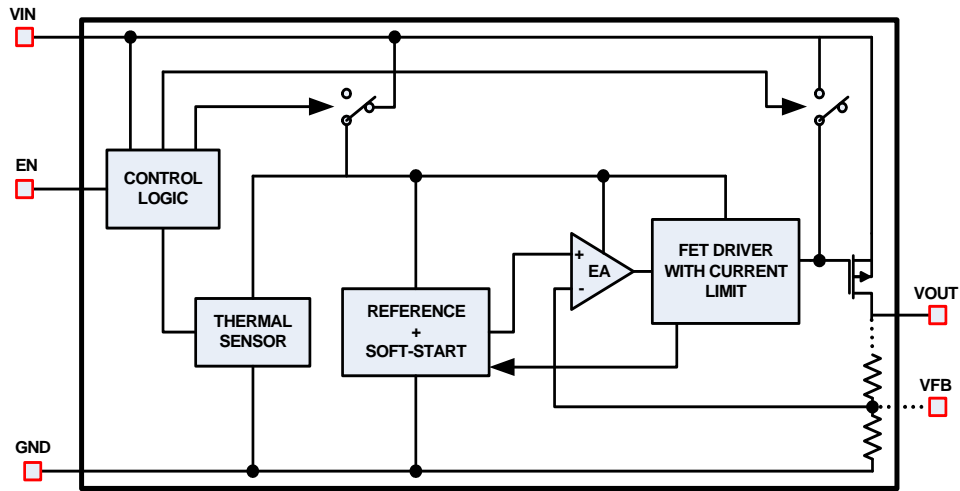 VIN
EN
CONTROL
LOGIC
THERMAL
SENSOR
REFERENCE
+
SOFT-START
+
EA
-
FET DRIVER
WITH CURRENT
LIMIT
VOUT
VFB
GND